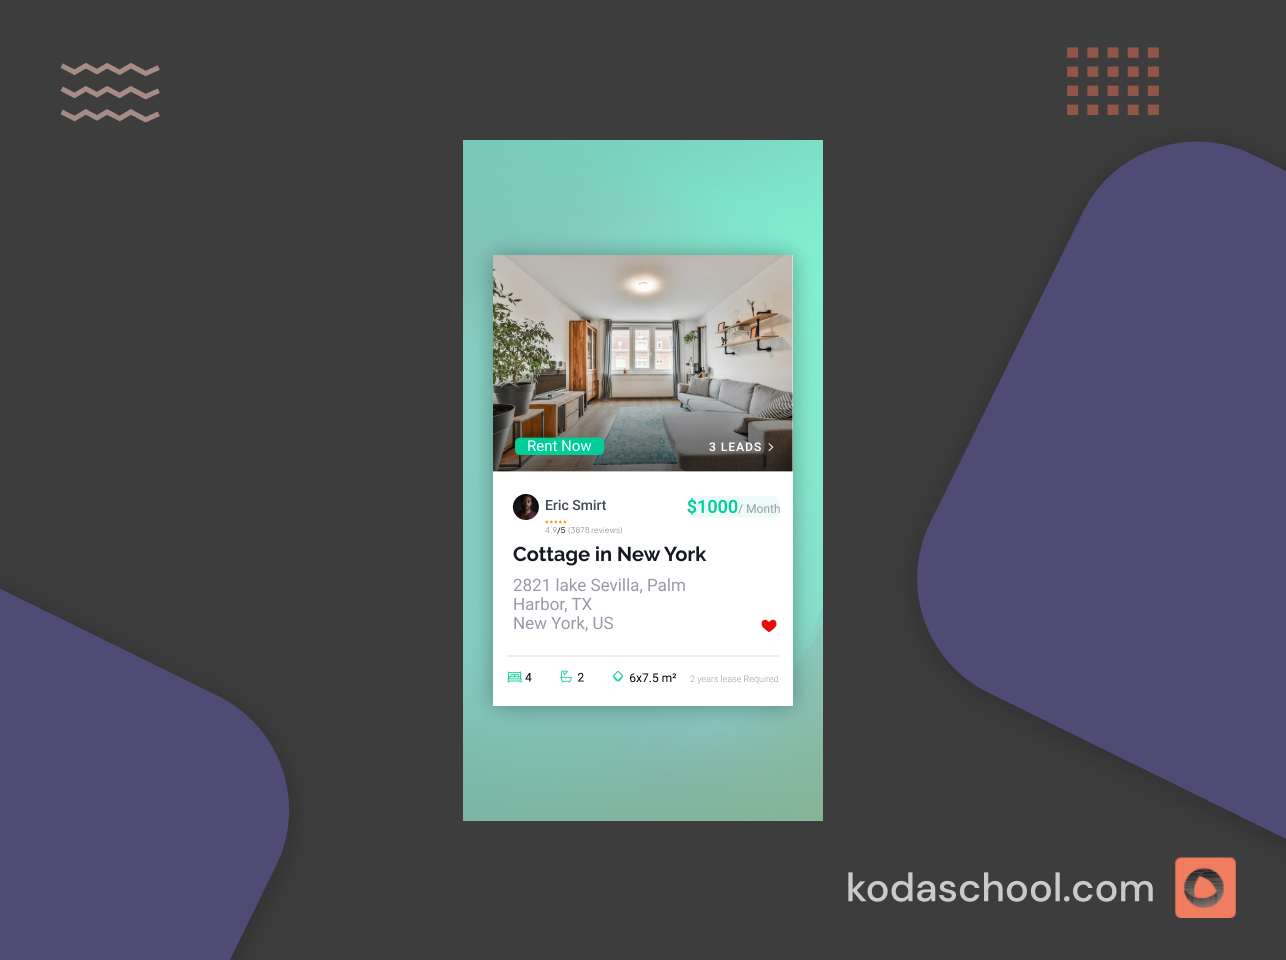 Rent Now
3 LEADS >
Eric Smirt
$1000/ Month
4.9/5 (3878 reviews)
Cottage in New York
2821 lake Sevilla, Palm
Harbor, TX
New York, US
4
2
6x7.5 m²
2 years lease Required
kodaschool.com